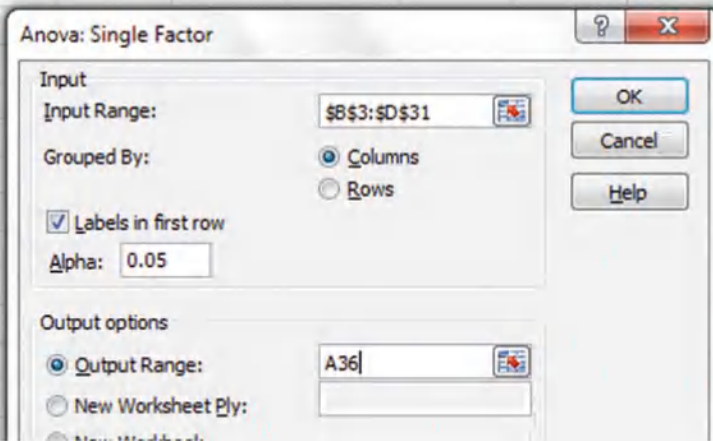 Anova: Single Factor
Input
Input Range:
$B$3:$D$31
OK
Grouped By:
Columns
Cancel
Rows
Help
Labels in first row
Alpha:
0.05
Output options
Output Range:
A36
New Worksheet Ply: